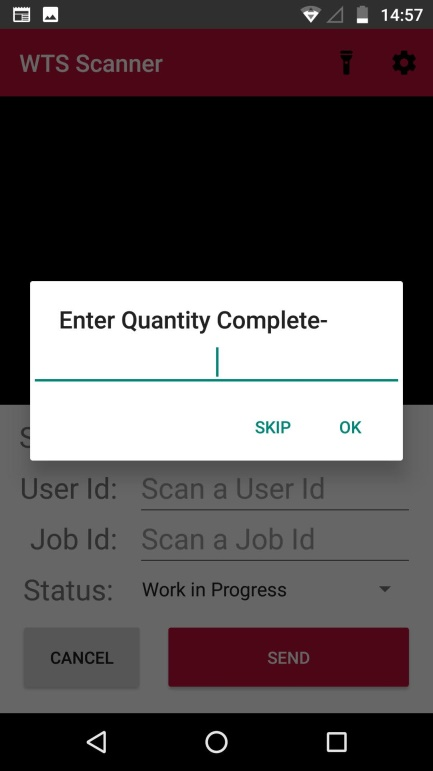 14:57
WTS Scanner
Enter Quantity Complete-
SKIP OK
User Id: Scan a User Id
Job Id: Scan a Job Id
Status: Work in Progress
CANCEL SEND